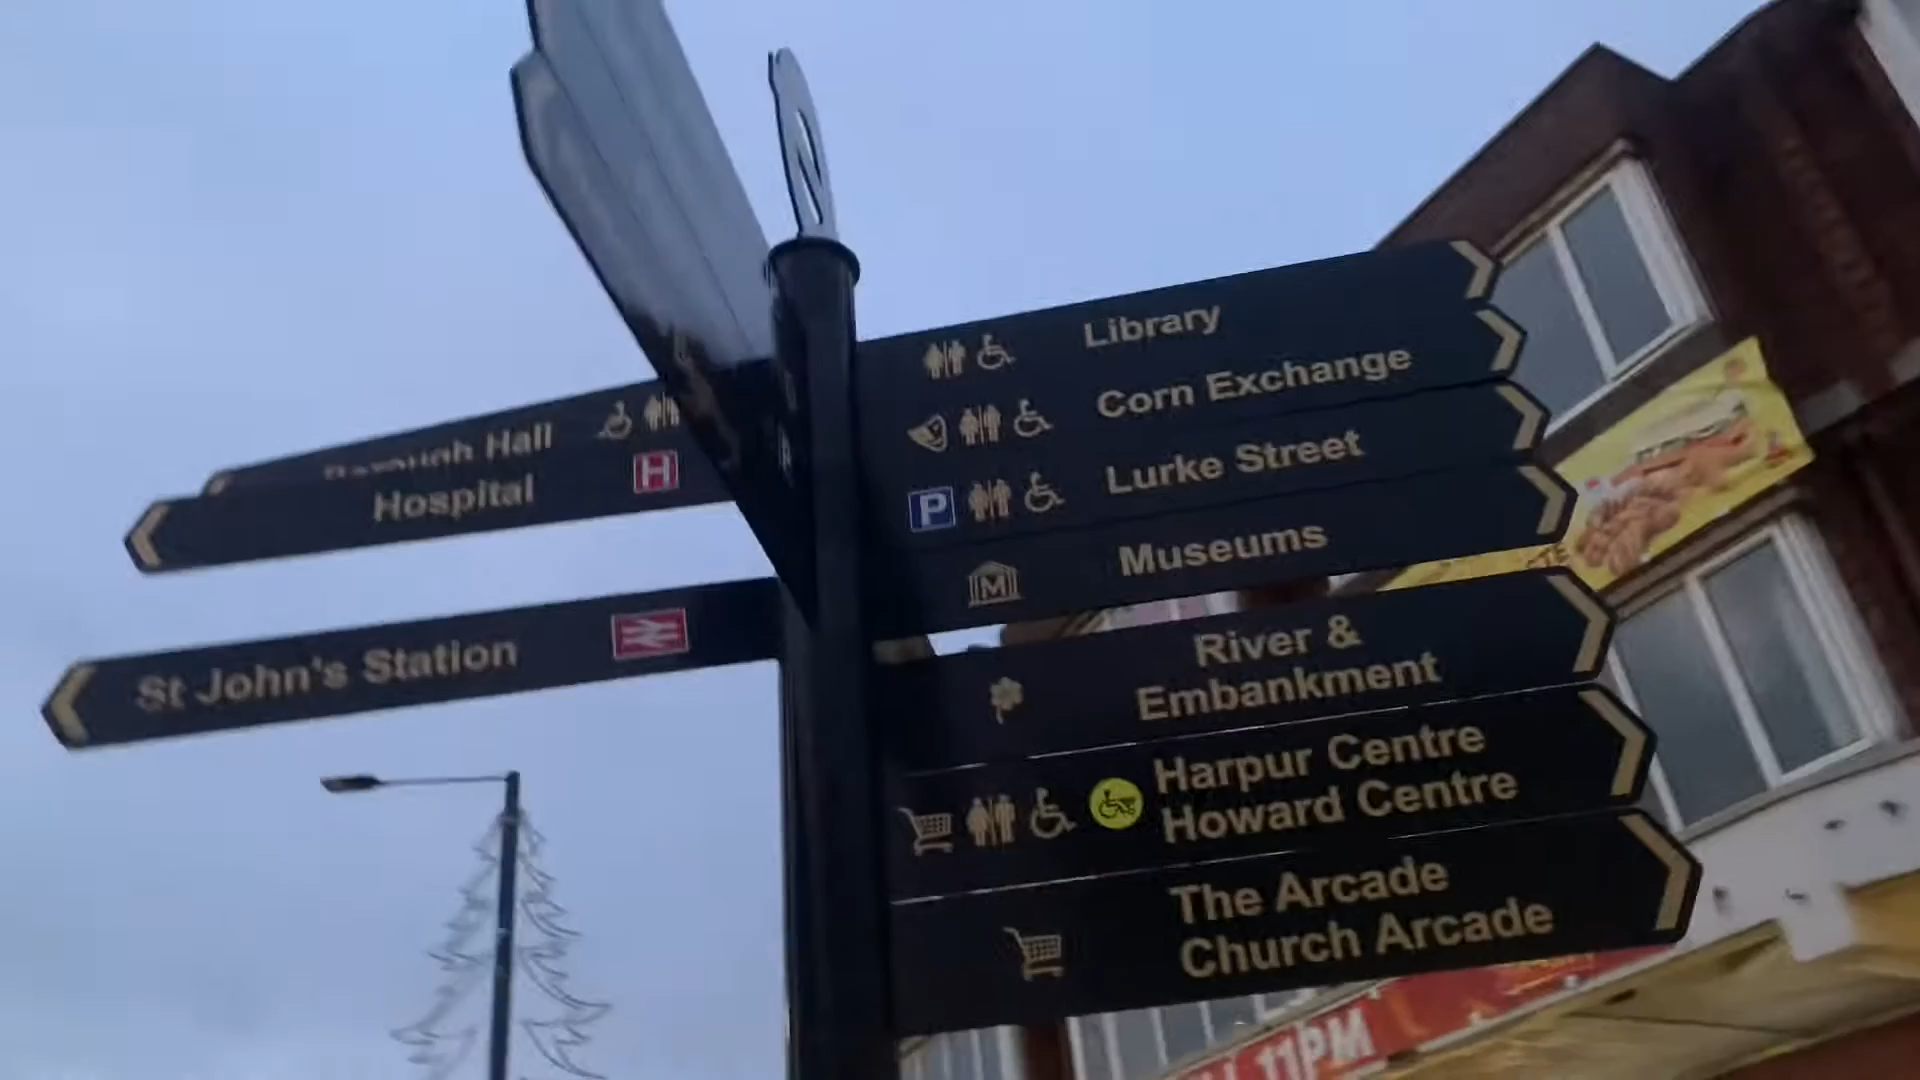 N
Hall
Hospital
H
St John's Station
Library
Corn Exchange
P
Lurke Street
M
Museums
River &
Embankment
Harpur Centre
Howard Centre
The Arcade
Church Arcade
11PM